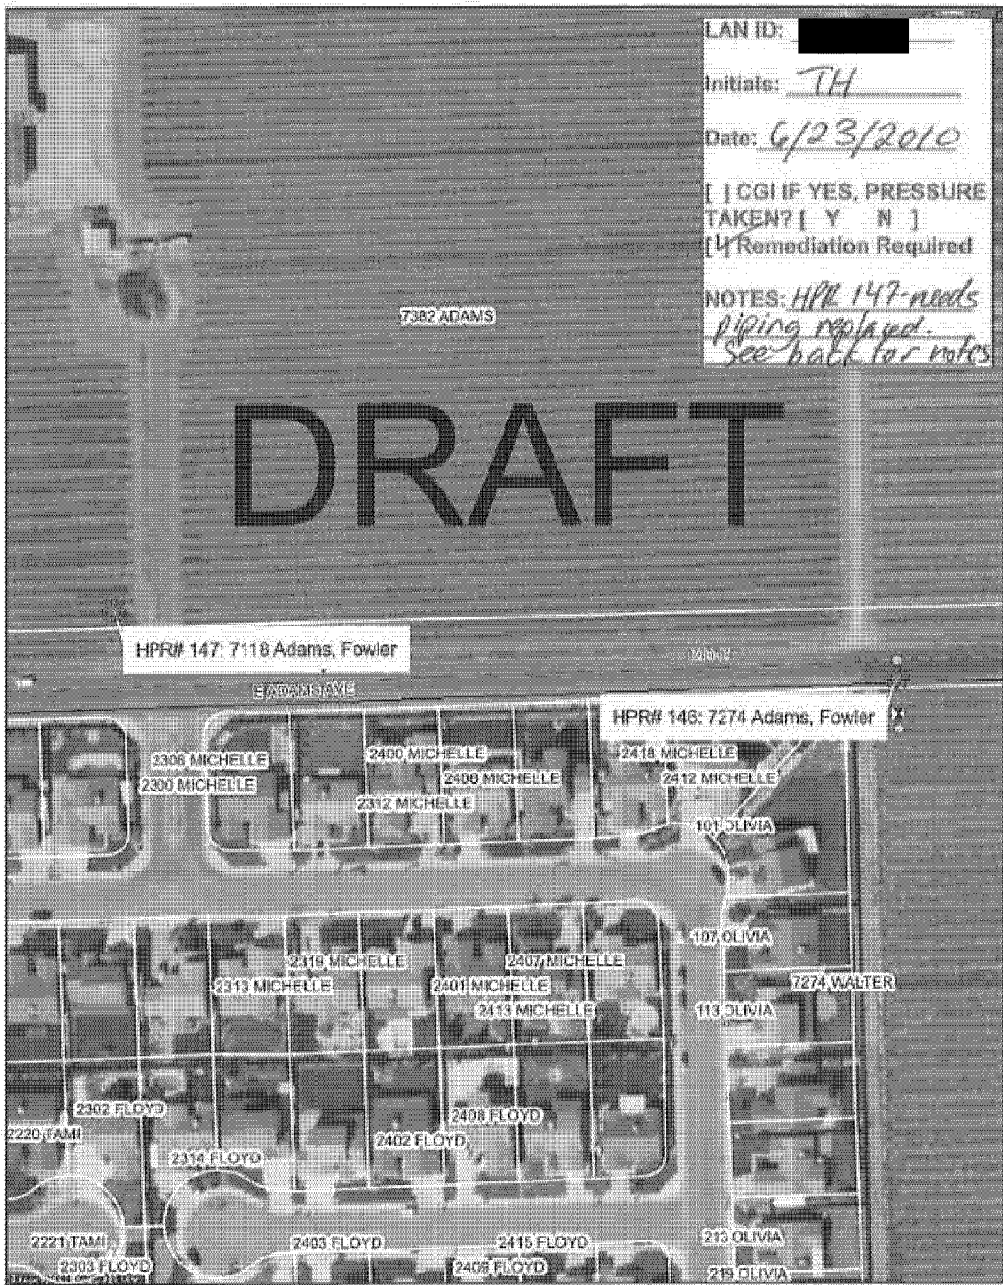 LAN ID:
Initials: TH
Date: 6/23/2010
[ ] CGI IF YES, PRESSURE
TAKEN? [ Y N ]
[ ] Remediation Required
NOTES: HPR 147-needs
piping replaced.
See back for notes
7382 ADAMS
DRAFT
HPR# 147: 7118 Adams, Fowler
E ADAMS AVE
HPR# 146: 7274 Adams, Fowler
2306 MICHELLE
2400 MICHELLE
2418 MICHELLE
2300 MICHELLE
2406 MICHELLE
2412 MICHELLE
2312 MICHELLE
101 OLIVIA
107 OLIVIA
2319 MICHELLE
2407 MICHELLE
2313 MICHELLE
2401 MICHELLE
7274 WALTER
2413 MICHELLE
113 OLIVIA
2302 FLOYD
2408 FLOYD
2220 TAMI
2402 FLOYD
2314 FLOYD
213 OLIVIA
2221 TAMI
2403 FLOYD
2415 FLOYD
2303 FLOYD
2409 FLOYD
219 OLIVIA